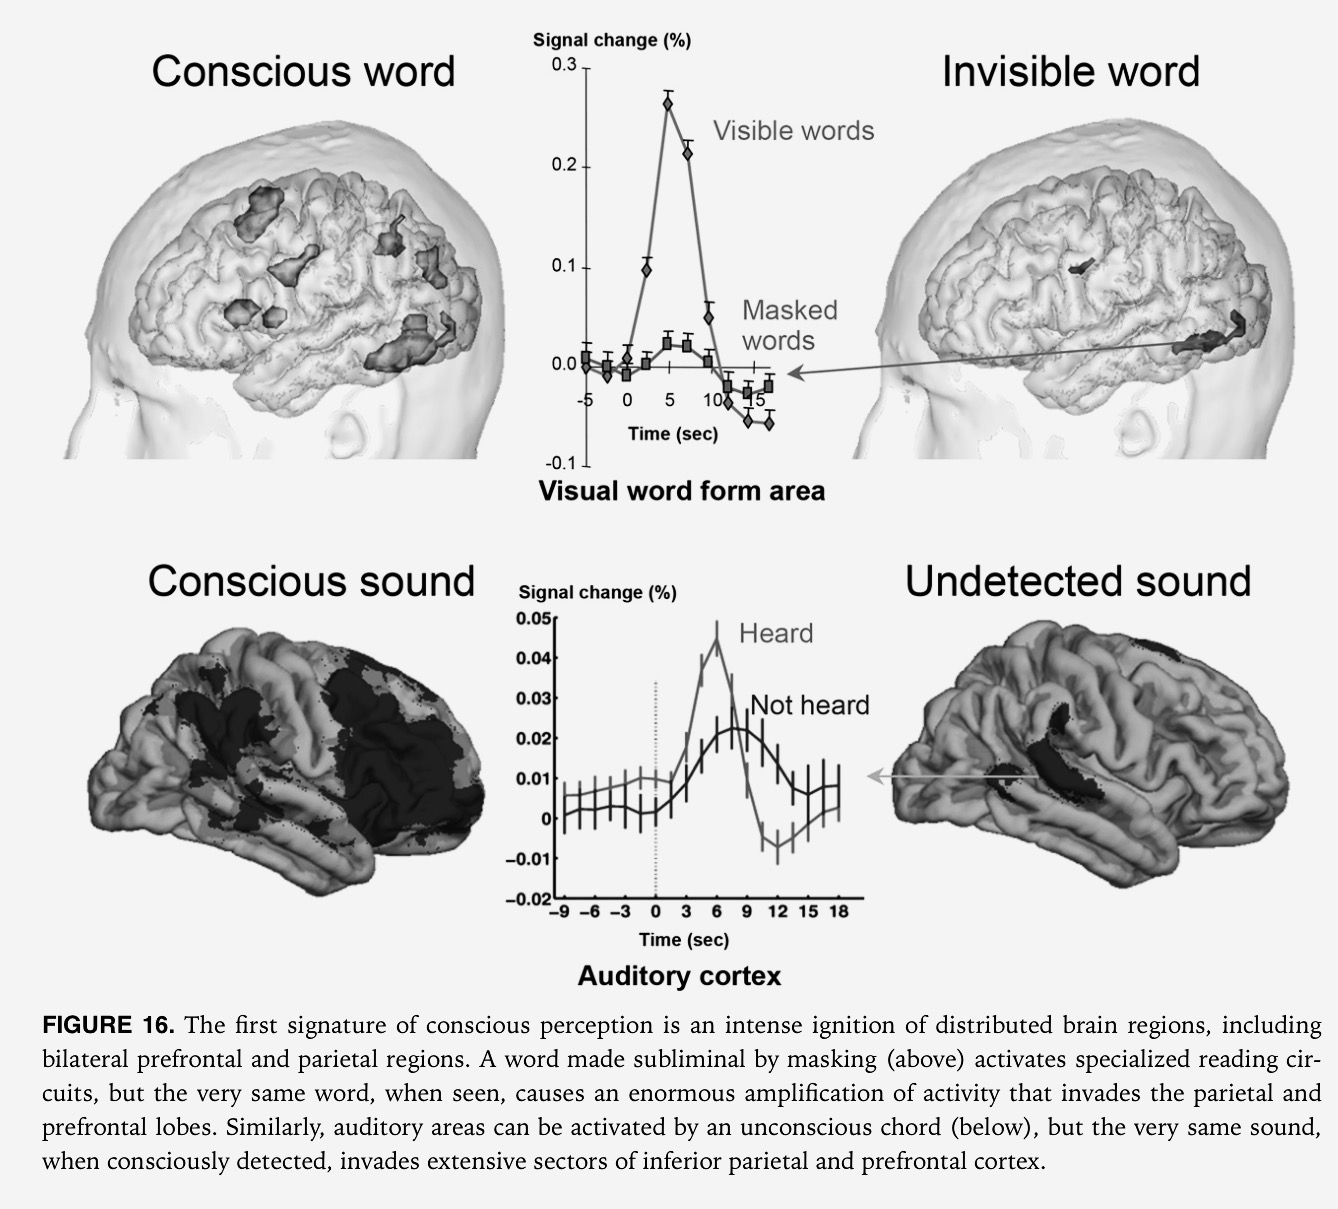 Signal change (%)
Conscious word
Invisible word
0.3
Visible words
0.2
0.1
Masked
words
0.0
-5 0 5 10 15
Time (sec)
-0.1
Visual word form area
Conscious sound
Undetected sound
Signal change (%)
0.05
Heard
0.04
0.03
Not heard
0.02
0.01
0
−0.01
−0.02
−9 −6 −3 0 3 6 9 12 15 18
Time (sec)
Auditory cortex
FIGURE 16. The first signature of conscious perception is an intense ignition of distributed brain regions, including
bilateral prefrontal and parietal regions. A word made subliminal by masking (above) activates specialized reading cir-
cuits, but the very same word, when seen, causes an enormous amplification of activity that invades the parietal and
prefrontal lobes. Similarly, auditory areas can be activated by an unconscious chord (below), but the very same sound,
when consciously detected, invades extensive sectors of inferior parietal and prefrontal cortex.